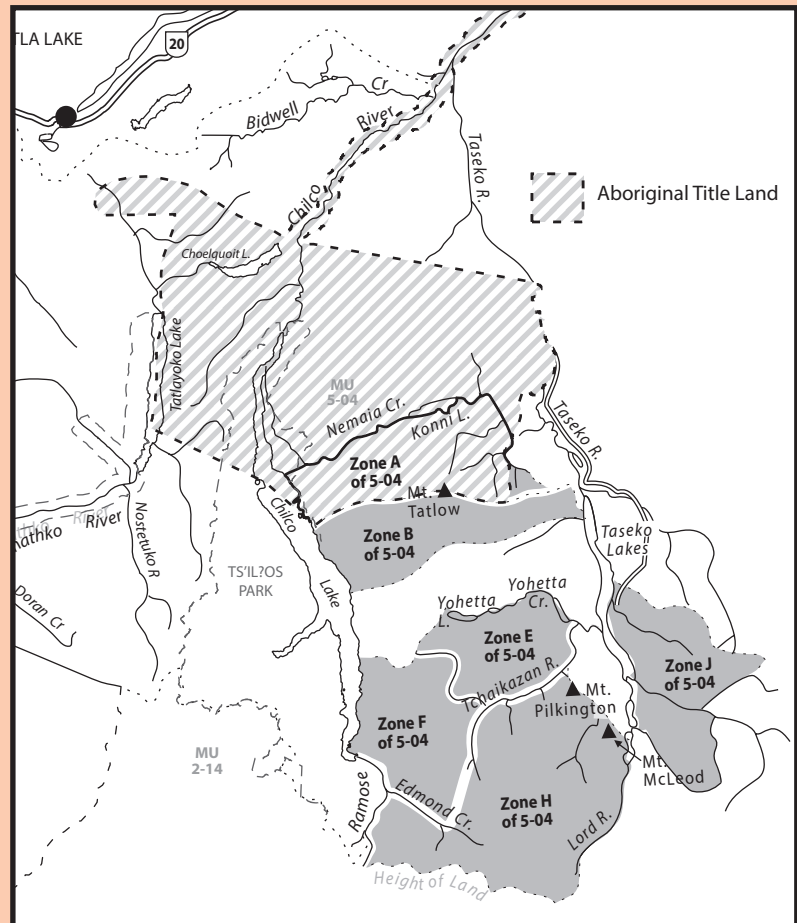 TLA LAKE
20
Bidwell Cr
Chilco River
Taseko R.
Aboriginal Title Land
Choelquoit L.
Tatlayoko Lake
MU
5-04
Nemaia Cr.
Konni L.
Zone A
of 5-04
Mt.
Tatlow
Taseko R.
Zone B
of 5-04
Chilco Lake
Taseko
Lakes
River
nathko River
Nostetuko R
TS'IL?OS
PARK
Doran Cr
Yohetta
L.
Yohetta
Cr.
Zone E
of 5-04
Zone J
of 5-04
Tchaikazan R.
Mt.
Pilkington
Zone F
of 5-04
MU
2-14
Mt.
McLeod
Ramose
Edmond Cr.
Zone H
of 5-04
Lord R.
Height of Land